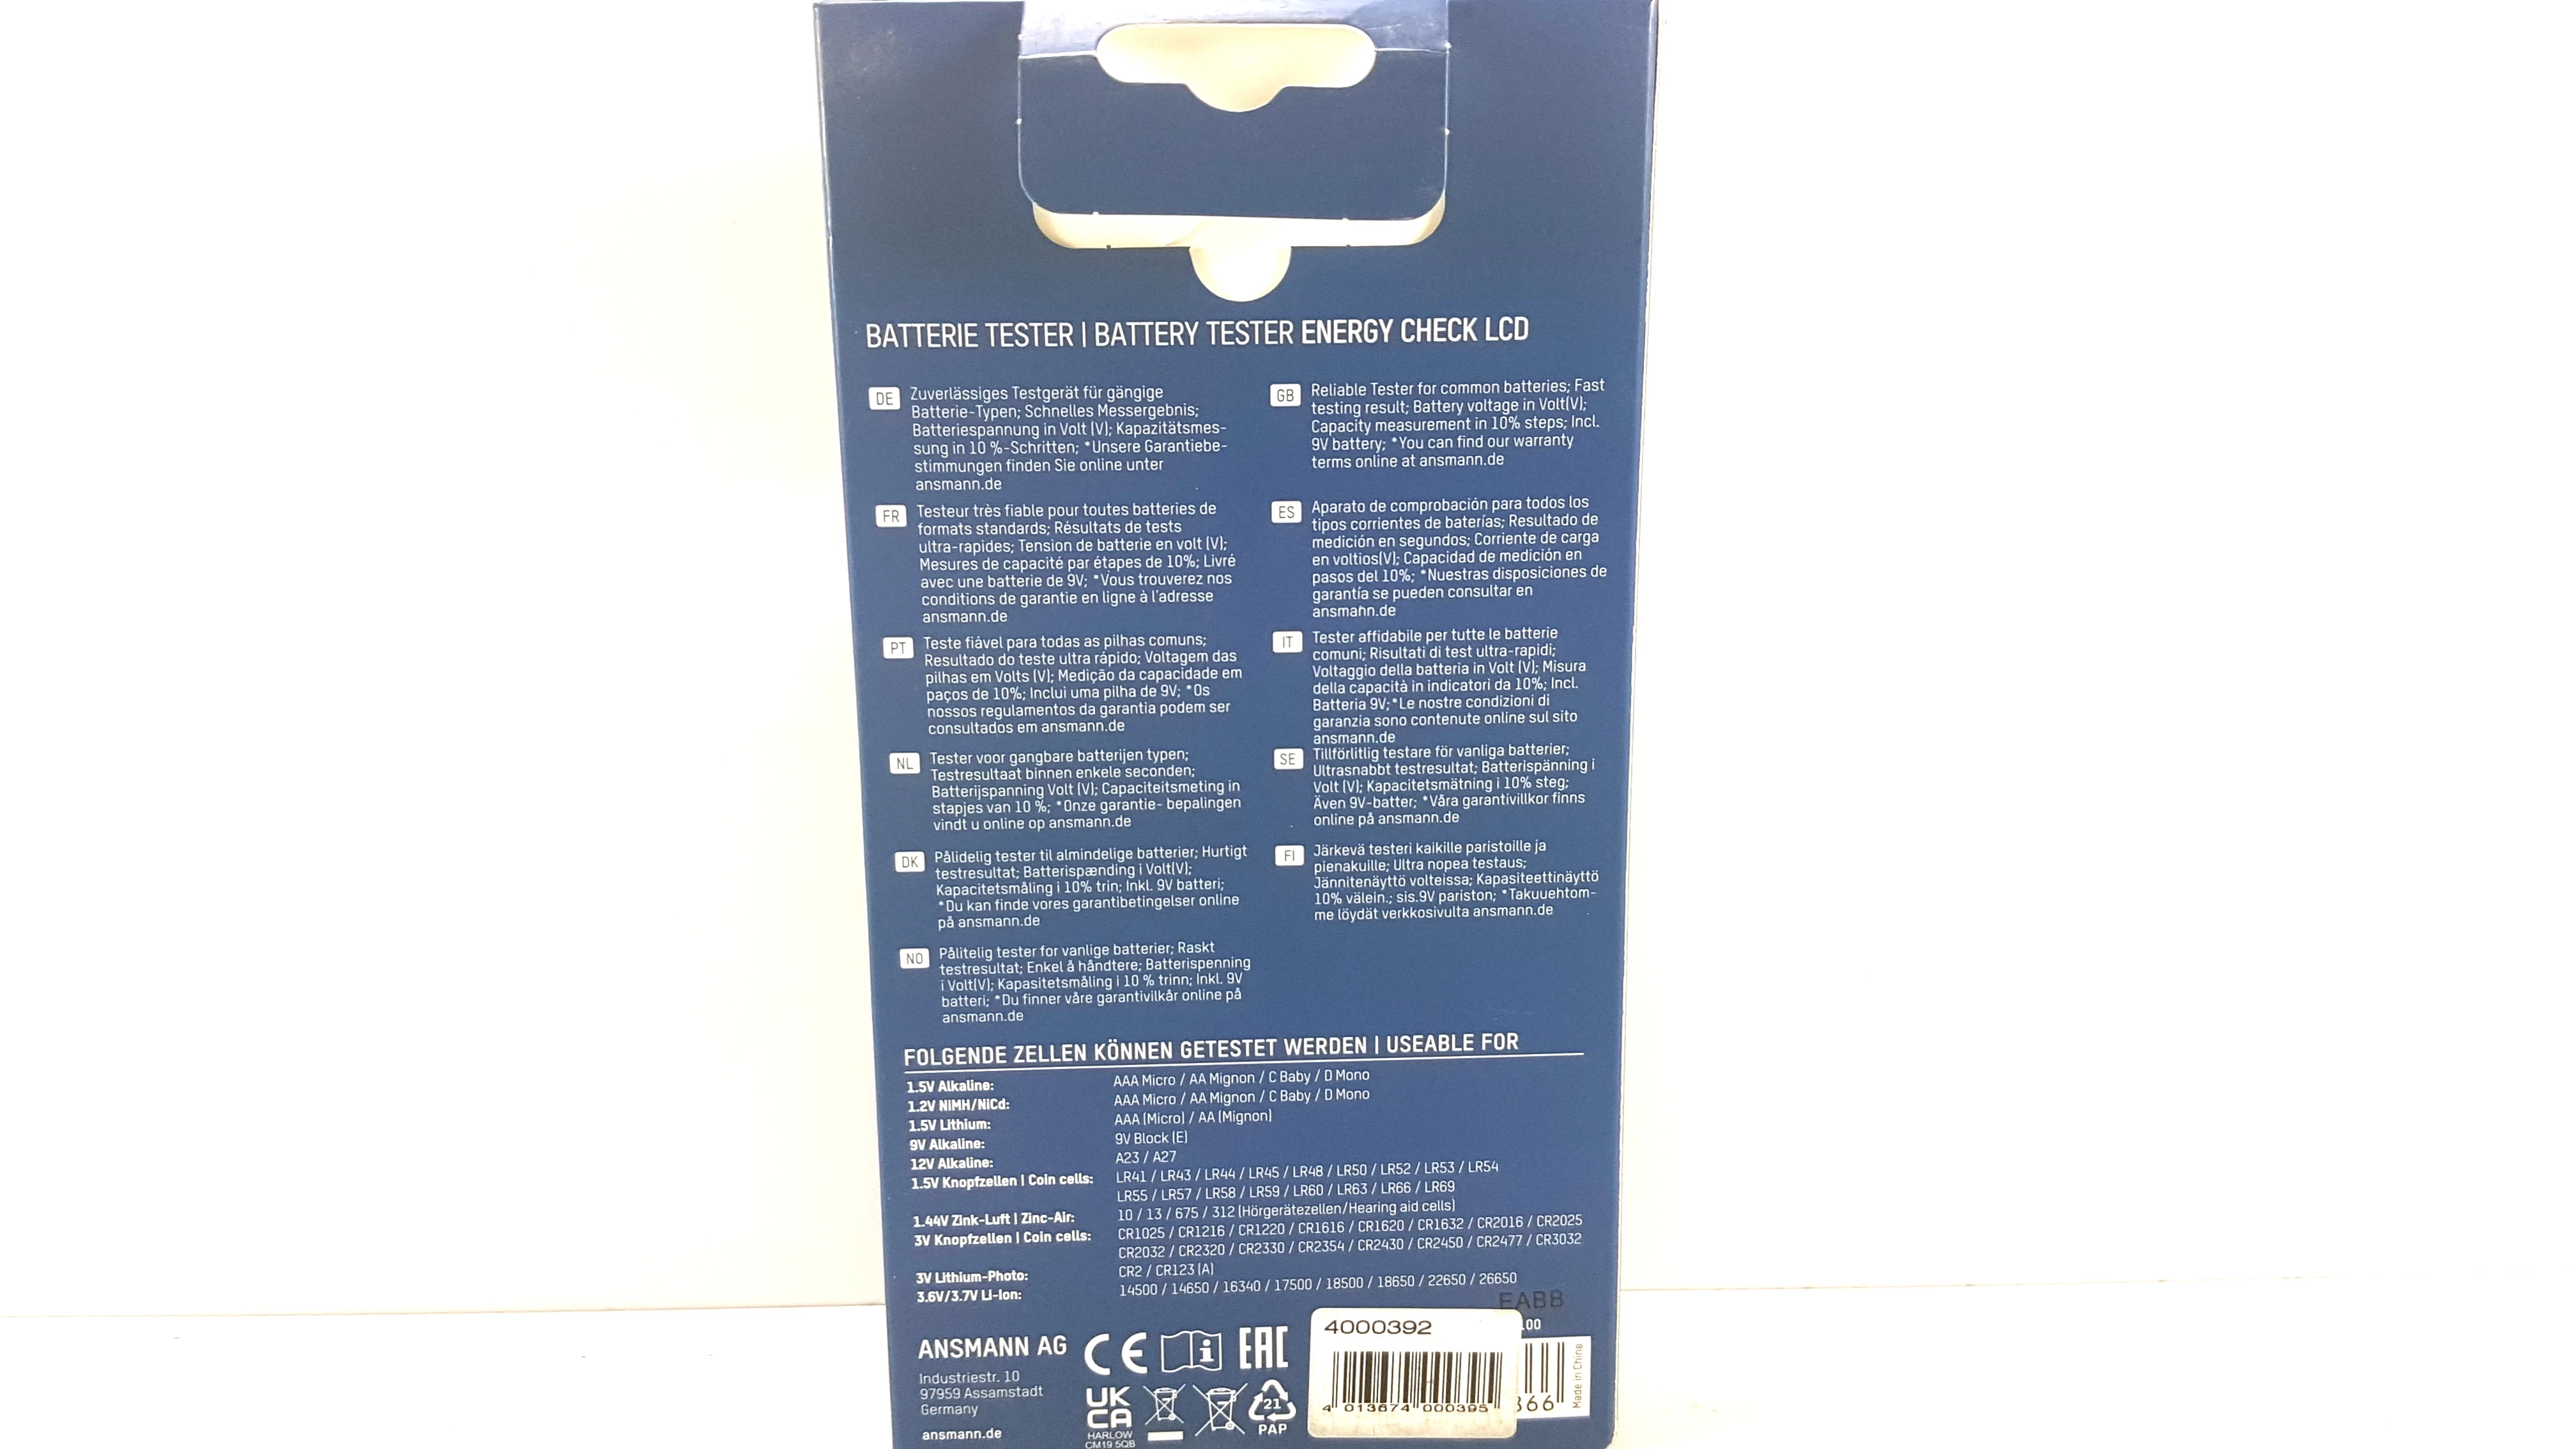 BATTERIE TESTER | BATTERY TESTER ENERGY CHECK LCD
DE
Zuverlässiges Testgerät für gängige
Batterie-Typen; Schnelles Messergebnis;
Batteriespannung in Volt (V); Kapazitätsmes-
sung in 10 %-Schritten; *Unsere Garantiebe-
stimmungen finden Sie online unter
ansmann.de
GB
Reliable Tester for common batteries; Fast
testing result; Battery voltage in Volt(V);
Capacity measurement in 10% steps; Incl.
9V battery; *You can find our warranty
terms online at ansmann.de
FR
Testeur très fiable pour toutes batteries de
formats standards; Résultats de tests
ultra-rapides; Tension de batterie en volt (V);
Mesures de capacité par étapes de 10%; Livré
avec une batterie de 9V; *Vous trouverez nos
conditions de garantie en ligne à l'adresse
ansmann.de
ES
Aparato de comprobación para todos los
tipos corrientes de baterías; Resultado de
medición en segundos; Corriente de carga
en voltios(V); Capacidad de medición en
pasos del 10%; *Nuestras disposiciones de
garantía se pueden consultar en
ansmann.de
PT
Teste fiável para todas as pilhas comuns;
Resultado do teste ultra rápido; Voltagem das
pilhas em Volts (V); Medição da capacidade em
paços de 10%; Inclui uma pilha de 9V; *Os
nossos regulamentos da garantia podem ser
consultados em ansmann.de
IT
Tester affidabile per tutte le batterie
comuni; Risultati di test ultra-rapidi;
Voltaggio della batteria in Volt (V); Misura
della capacità in indicatori da 10%; Incl.
Batteria 9V;*Le nostre condizioni di
garanzia sono contenute online sul sito
ansmann.de
NL
Tester voor gangbare batterijen typen;
Testresultaat binnen enkele seconden;
Batterijspanning Volt (V); Capaciteitsmeting in
stapjes van 10 %; *Onze garantie- bepalingen
vindt u online op ansmann.de
SE
Tillförlitlig testare för vanliga batterier;
Ultrasnabbt testresultat; Batterispänning i
Volt (V); Kapacitetsmätning i 10% steg;
Även 9V-batter; *Våra garantivillkor finns
online på ansmann.de
DK
Pålidelig tester til almindelige batterier; Hurtigt
testresultat; Batterispænding i Volt(V);
Kapacitetsmåling i 10% trin; Inkl. 9V batteri;
*Du kan finde vores garantibetingelser online
på ansmann.de
FI
Järkevä testeri kaikille paristoille ja
pienakuille; Ultra nopea testaus;
Jännitenäyttö volteissa; Kapasiteettinäyttö
10% välein.; sis.9V pariston; *Takuuehtom-
me löydät verkkosivulta ansmann.de
NO
Pålitelig tester for vanlige batterier; Raskt
testresultat; Enkel å håndtere; Batterispenning
i Volt(V); Kapasitetsmåling i 10 % trinn; Inkl. 9V
batteri; *Du finner våre garantivilkår online på
ansmann.de
FOLGENDE ZELLEN KÖNNEN GETESTET WERDEN | USEABLE FOR
1.5V Alkaline: AAA Micro / AA Mignon / C Baby / D Mono
1.2V NiMH/NiCd: AAA Micro / AA Mignon / C Baby / D Mono
1.5V Lithium: AAA (Micro) / AA (Mignon)
9V Alkaline: 9V Block (E)
12V Alkaline: A23 / A27
1.5V Knopfzellen | Coin cells: LR41 / LR43 / LR44 / LR45 / LR48 / LR50 / LR52 / LR53 / LR54
LR55 / LR57 / LR58 / LR59 / LR60 / LR63 / LR66 / LR69
1.44V Zink-Luft | Zinc-Air: 10 / 13 / 675 / 312 (Hörgerätezellen/Hearing aid cells)
3V Knopfzellen | Coin cells: CR1025 / CR1216 / CR1220 / CR1616 / CR1620 / CR1632 / CR2016 / CR2025
CR2032 / CR2320 / CR2330 / CR2354 / CR2430 / CR2450 / CR2477 / CR3032
3V Lithium-Photo: CR2 / CR123 (A)
3.6V/3.7V Li-Ion: 14500 / 14650 / 16340 / 17500 / 18500 / 18650 / 22650 / 26650
EABB
ANSMANN AG
Industriestr. 10
97959 Assamstadt
Germany
ansmann.de
CE
EAC
UK
CA
HARLOW
CM19 5QB
21
PAP
4000392
4 013674 000395
00
366
Made in China